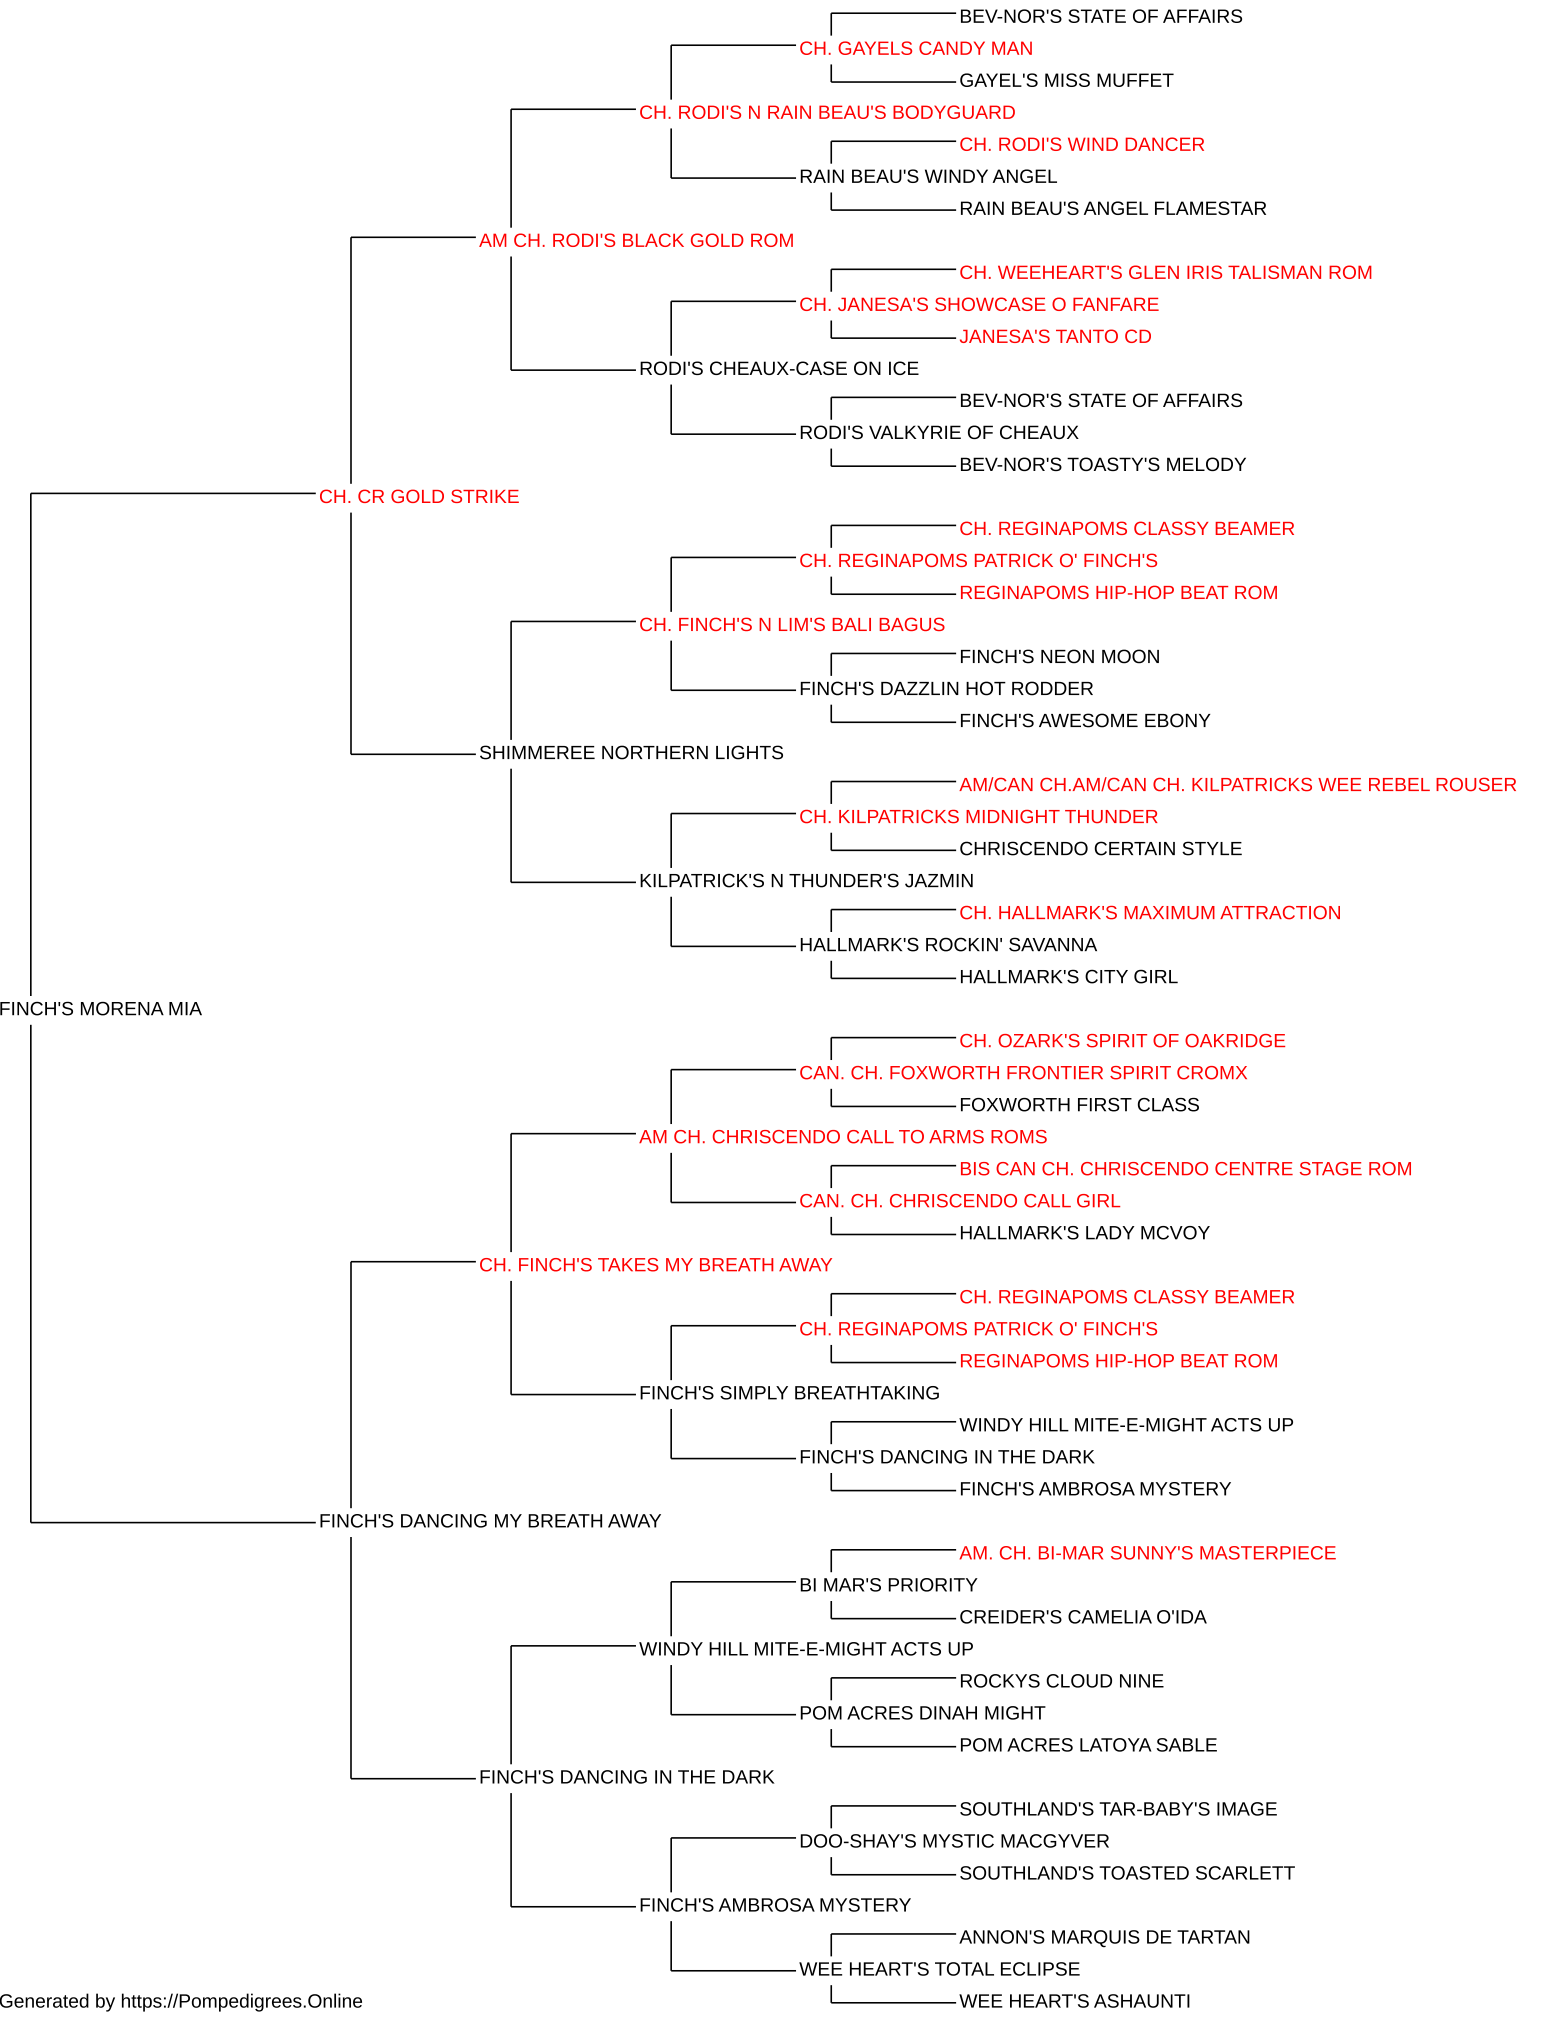 BEV-NOR'S STATE OF AFFAIRS
CH. GAYELS CANDY MAN
GAYEL'S MISS MUFFET
CH. RODI'S N RAIN BEAU'S BODYGUARD
CH. RODI'S WIND DANCER
RAIN BEAU'S WINDY ANGEL
RAIN BEAU'S ANGEL FLAMESTAR
AM CH. RODI'S BLACK GOLD ROM
CH. WEEHEART'S GLEN IRIS TALISMAN ROM
CH. JANESA'S SHOWCASE O FANFARE
JANESA'S TANTO CD
RODI'S CHEAUX-CASE ON ICE
BEV-NOR'S STATE OF AFFAIRS
RODI'S VALKYRIE OF CHEAUX
BEV-NOR'S TOASTY'S MELODY
CH. CR GOLD STRIKE
CH. REGINAPOMS CLASSY BEAMER
CH. REGINAPOMS PATRICK O' FINCH'S
REGINAPOMS HIP-HOP BEAT ROM
CH. FINCH'S N LIM'S BALI BAGUS
FINCH'S NEON MOON
FINCH'S DAZZLIN HOT RODDER
FINCH'S AWESOME EBONY
SHIMMEREE NORTHERN LIGHTS
AM/CAN CH.AM/CAN CH. KILPATRICKS WEE REBEL ROUSER
CH. KILPATRICKS MIDNIGHT THUNDER
CHRISCENDO CERTAIN STYLE
KILPATRICK'S N THUNDER'S JAZMIN
CH. HALLMARK'S MAXIMUM ATTRACTION
HALLMARK'S ROCKIN' SAVANNA
HALLMARK'S CITY GIRL
FINCH'S MORENA MIA
CH. OZARK'S SPIRIT OF OAKRIDGE
CAN. CH. FOXWORTH FRONTIER SPIRIT CROMX
FOXWORTH FIRST CLASS
AM CH. CHRISCENDO CALL TO ARMS ROMS
BIS CAN CH. CHRISCENDO CENTRE STAGE ROM
CAN. CH. CHRISCENDO CALL GIRL
HALLMARK'S LADY MCVOY
CH. FINCH'S TAKES MY BREATH AWAY
CH. REGINAPOMS CLASSY BEAMER
CH. REGINAPOMS PATRICK O' FINCH'S
REGINAPOMS HIP-HOP BEAT ROM
FINCH'S SIMPLY BREATHTAKING
WINDY HILL MITE-E-MIGHT ACTS UP
FINCH'S DANCING IN THE DARK
FINCH'S AMBROSA MYSTERY
FINCH'S DANCING MY BREATH AWAY
AM. CH. BI-MAR SUNNY'S MASTERPIECE
BI MAR'S PRIORITY
CREIDER'S CAMELIA O'IDA
WINDY HILL MITE-E-MIGHT ACTS UP
ROCKYS CLOUD NINE
POM ACRES DINAH MIGHT
POM ACRES LATOYA SABLE
FINCH'S DANCING IN THE DARK
SOUTHLAND'S TAR-BABY'S IMAGE
DOO-SHAY'S MYSTIC MACGYVER
SOUTHLAND'S TOASTED SCARLETT
FINCH'S AMBROSA MYSTERY
ANNON'S MARQUIS DE TARTAN
WEE HEART'S TOTAL ECLIPSE
WEE HEART'S ASHAUNTI
Generated by https://Pompedigrees.Online